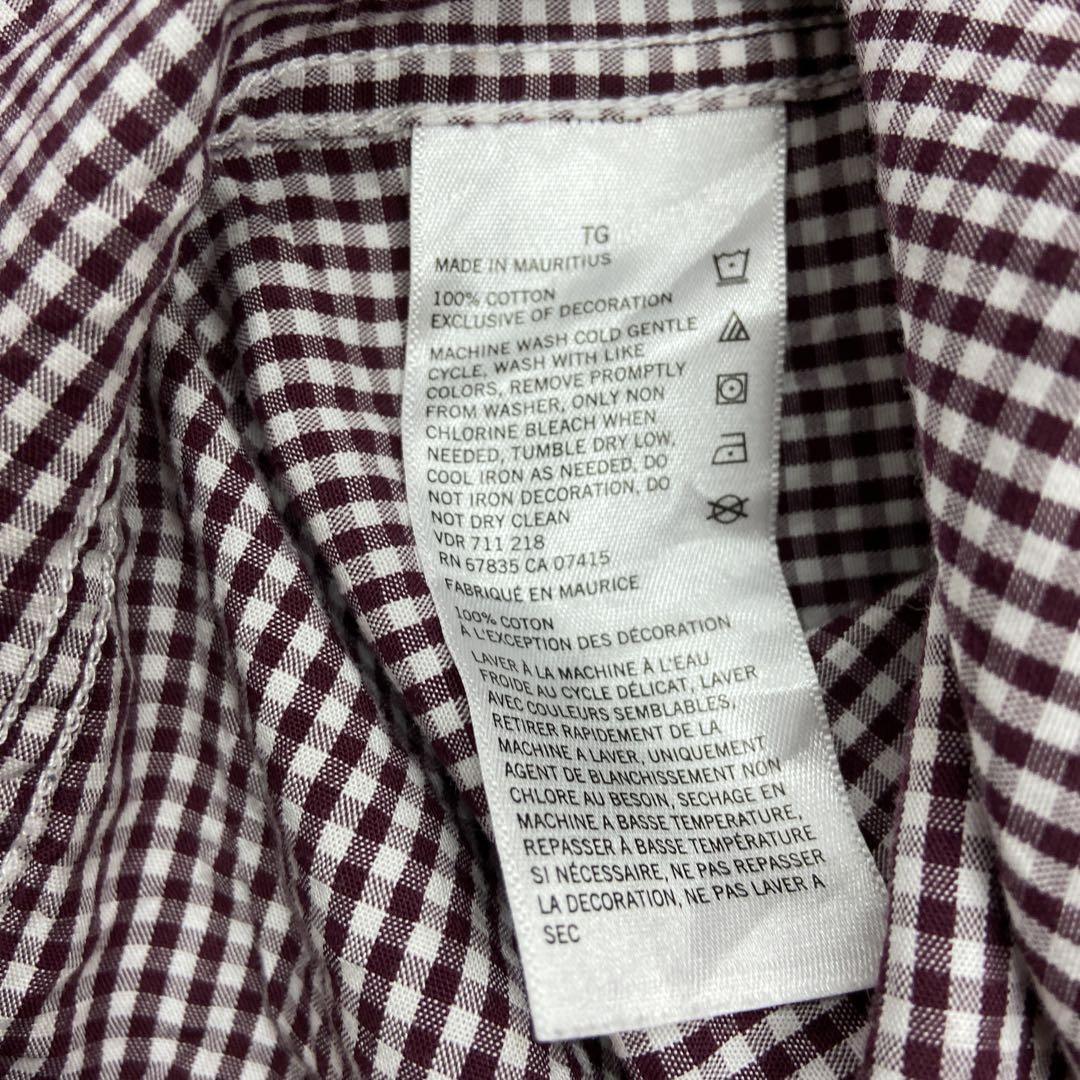 TG
MADE IN MAURITIUS
100% COTTON
EXCLUSIVE OF DECORATION
MACHINE WASH COLD GENTLE
CYCLE, WASH WITH LIKE
COLORS, REMOVE PROMPTLY
FROM WASHER, ONLY NON
CHLORINE BLEACH WHEN
NEEDED, TUMBLE DRY LOW,
COOL IRON AS NEEDED, DO
NOT IRON DECORATION, DO
NOT DRY CLEAN
VDR 711 218
RN 67835 CA 07415
FABRIQUÉ EN MAURICE
100% COTON
A L'EXCEPTION DES DÉCORATION
LAVER À LA MACHINE À L'EAU
FROIDE AU CYCLE DÉLICAT, LAVER
AVEC COULEURS SEMBLABLES,
RETIRER RAPIDEMENT DE LA
MACHINE A LAVER, UNIQUEMENT
AGENT DE BLANCHISSEMENT NON
CHLORE AU BESOIN, SECHAGE EN
MACHINE A BASSE TEMPERATURE,
REPASSER À BASSE TEMPÉRATURE
SI NÉCESSAIRE, NE PAS REPASSER
LA DECORATION, NE PAS LAVER A
SEC